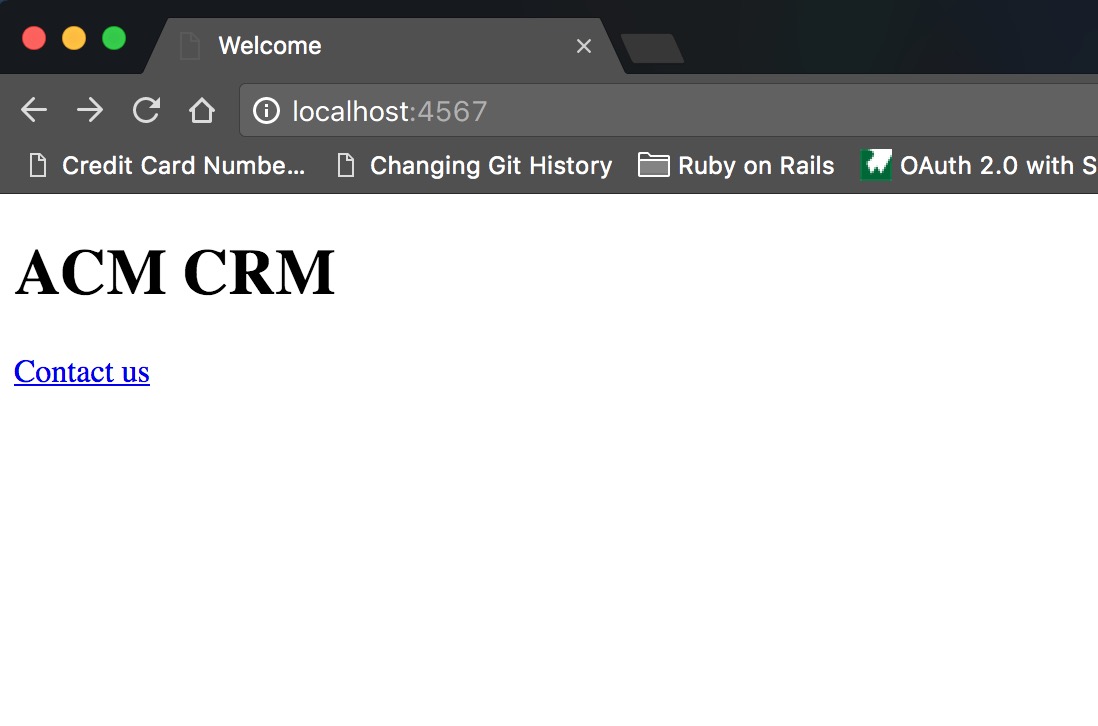 Welcome
localhost:4567
Credit Card Numbe... Changing Git History Ruby on Rails OAuth 2.0 with S
ACM CRM
Contact us